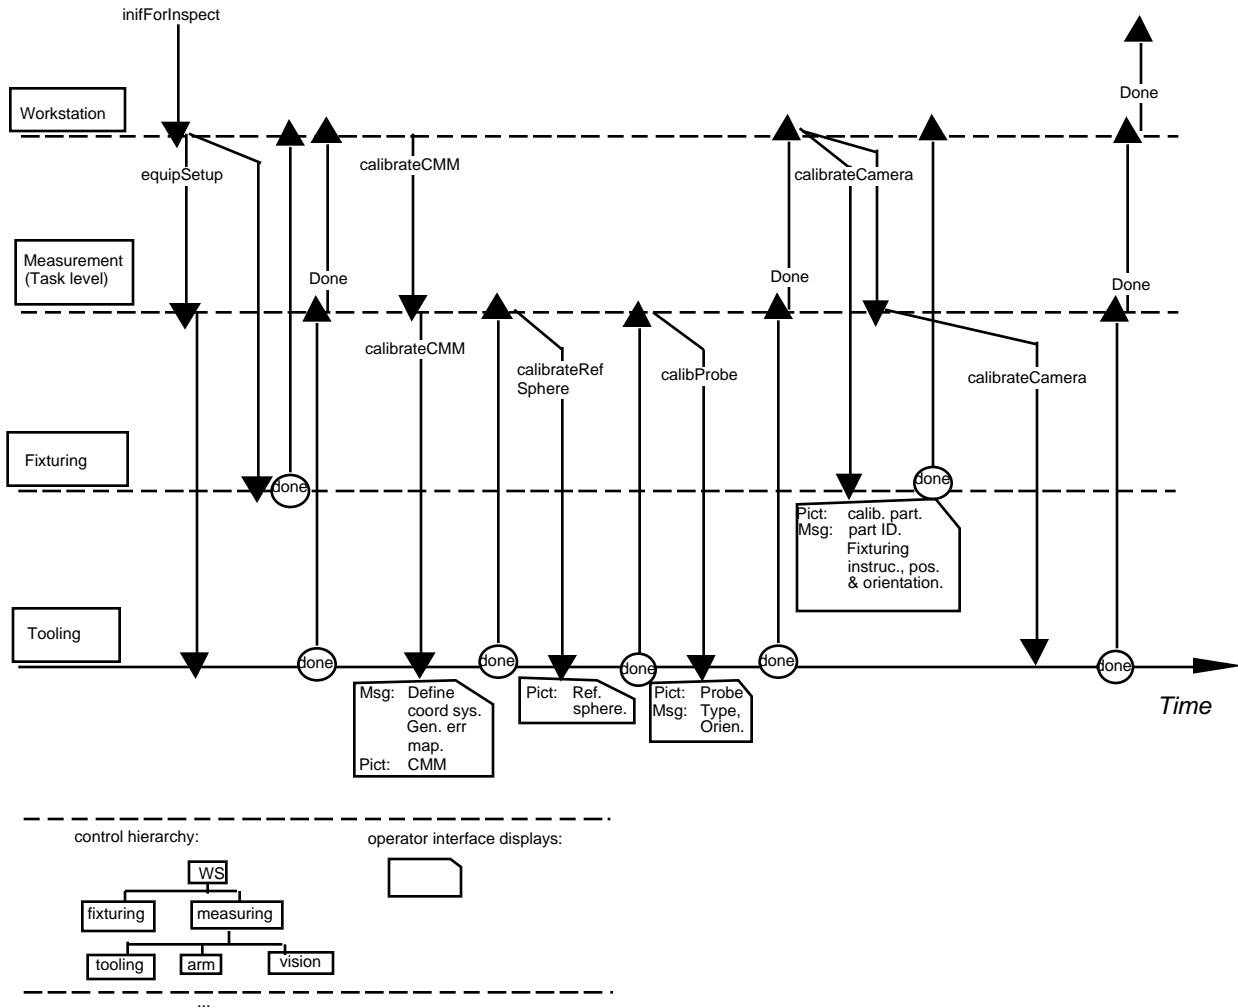 inifForInspect
Done
Workstation
calibrateCMM
equipSetup
calibrateCamera
Measurement
(Task level)
Done
Done
Done
calibrateCMM
calibrateRef
Sphere
calibProbe
calibrateCamera
Fixturing
done
done
Pict: calib. part.
Msg: part ID.
Fixturing
instruc., pos.
& orientation.
Tooling
done
done
done
done
done
Msg: Define
coord sys.
Gen. err
map.
Pict: CMM
Pict: Ref.
sphere.
Pict: Probe
Msg: Type,
Orien.
Time
control hierarchy:
operator interface displays:
WS
fixturing
measuring
tooling
arm
vision
...